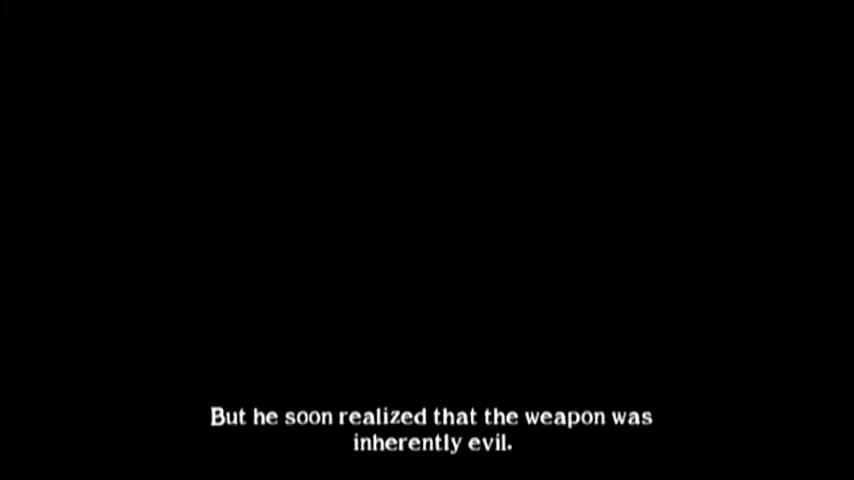 But he soon realized that the weapon was
inherently evil.